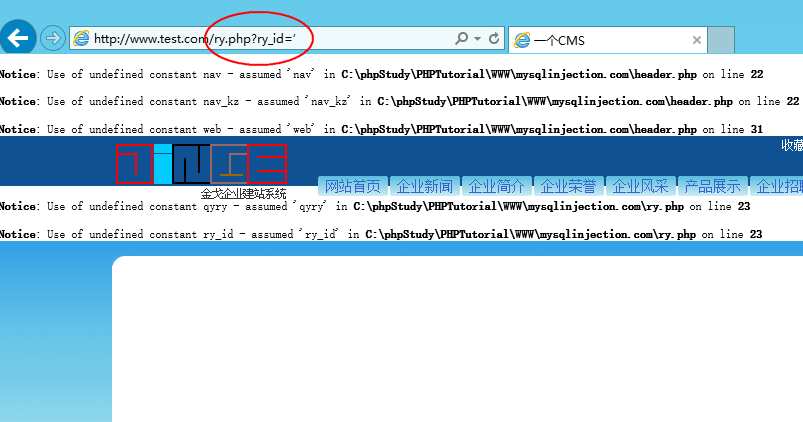 http://www.test.com/ry.php?ry_id='
一个CMS
Notice: Use of undefined constant nav - assumed 'nav' in C:\phpStudy\PHPTutorial\WWW\mysqlinjection.com\header.php on line 22
Notice: Use of undefined constant nav_kz - assumed 'nav_kz' in C:\phpStudy\PHPTutorial\WWW\mysqlinjection.com\header.php on line 22
Notice: Use of undefined constant web - assumed 'web' in C:\phpStudy\PHPTutorial\WWW\mysqlinjection.com\header.php on line 31
收藏
金戈企业建站系统
网站首页 企业新闻 企业简介 企业荣誉 企业风采 产品展示 企业招聘
Notice: Use of undefined constant qyry - assumed 'qyry' in C:\phpStudy\PHPTutorial\WWW\mysqlinjection.com\ry.php on line 23
Notice: Use of undefined constant ry_id - assumed 'ry_id' in C:\phpStudy\PHPTutorial\WWW\mysqlinjection.com\ry.php on line 23